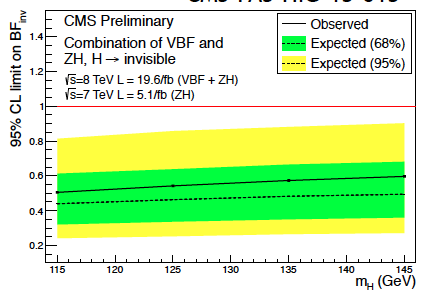 CMS Preliminary
Combination of VBF and
ZH, H → invisible
√s=8 TeV L = 19.6/fb (VBF + ZH)
√s=7 TeV L = 5.1/fb (ZH)
Observed
Expected (68%)
Expected (95%)
95% CL limit on BF_inv
1.4
1.2
1
0.8
0.6
0.4
0.2
115 120 125 130 135 140 145
m_H (GeV)